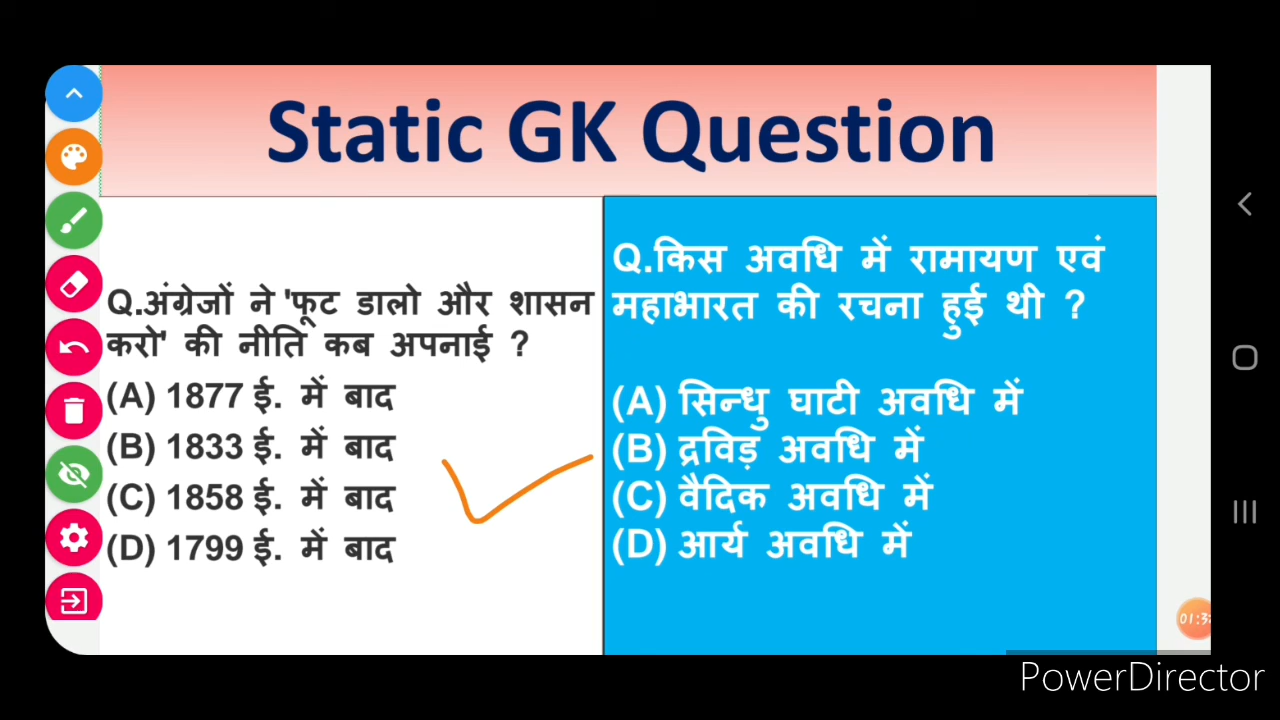 Static GK Question
Q.अंग्रेजों ने 'फूट डालो और शासन
करो' की नीति कब अपनाई ?
(A) 1877 ई. में बाद
(B) 1833 ई. में बाद
(C) 1858 ई. में बाद
(D) 1799 ई. में बाद
Q.किस अवधि में रामायण एवं
महाभारत की रचना हुई थी ?
(A) सिन्धु घाटी अवधि में
(B) द्रविड़ अवधि में
(C) वैदिक अवधि में
(D) आर्य अवधि में
PowerDirector